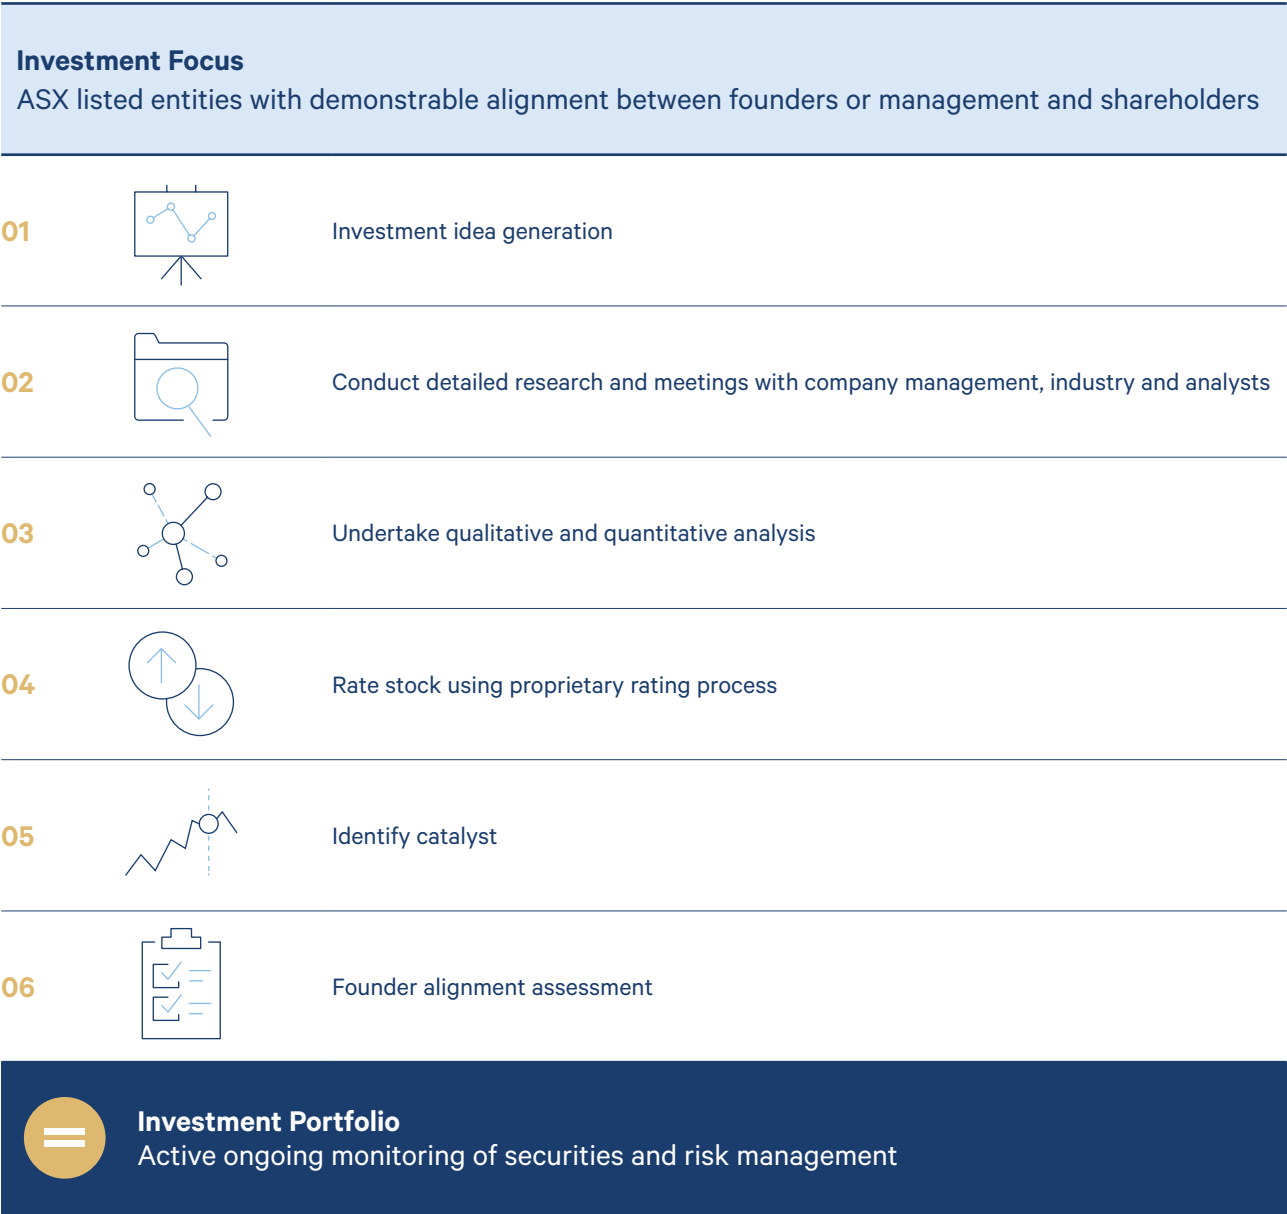 Investment Focus
ASX listed entities with demonstrable alignment between founders or management and shareholders
01
Investment idea generation
02
Conduct detailed research and meetings with company management, industry and analysts
03
Undertake qualitative and quantitative analysis
04
Rate stock using proprietary rating process
05
Identify catalyst
06
Founder alignment assessment
Investment Portfolio
Active ongoing monitoring of securities and risk management